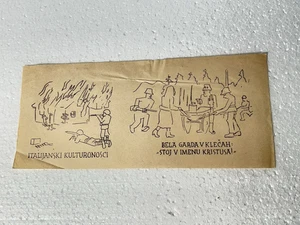 ITALIJANSKI KULTURONOSCI
BELA GARDA V KLEČAH-
-STOJ V IMENU KRISTUSA!-